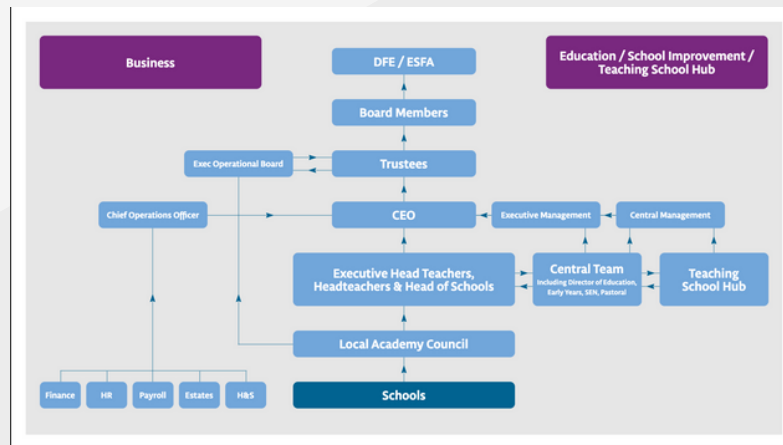 Business
DFE / ESFA
Education / School Improvement /
Teaching School Hub
Board Members
Exec Operational Board
Trustees
Chief Operations Officer
CEO
Executive Management
Central Management
Executive Head Teachers,
Headteachers & Head of Schools
Central Team
Including Director of Education,
Early Years, SEN, Pastoral
Teaching
School Hub
Local Academy Council
Finance
HR
Payroll
Estates
H&S
Schools